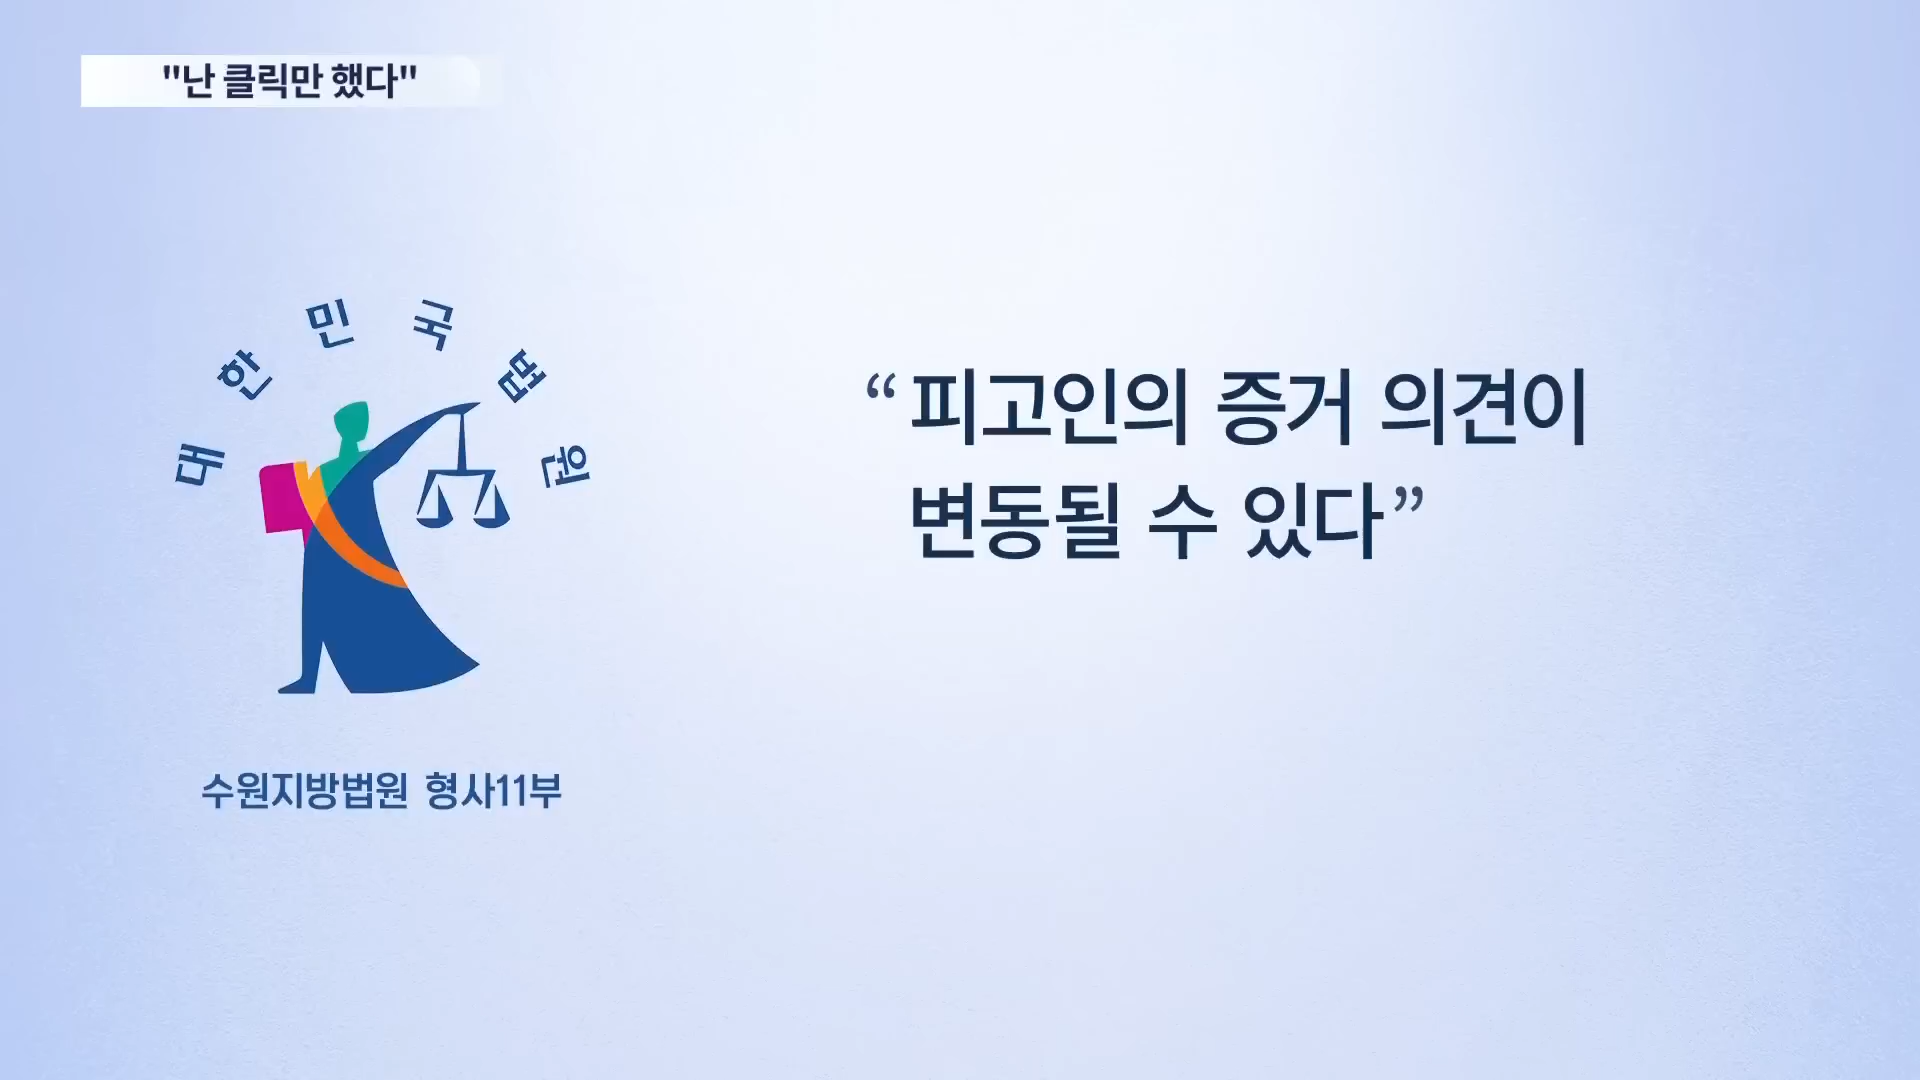 "난 클릭만 했다"
대한민국법원
“피고인의 증거 의견이
변동될 수 있다”
수원지방법원 형사11부